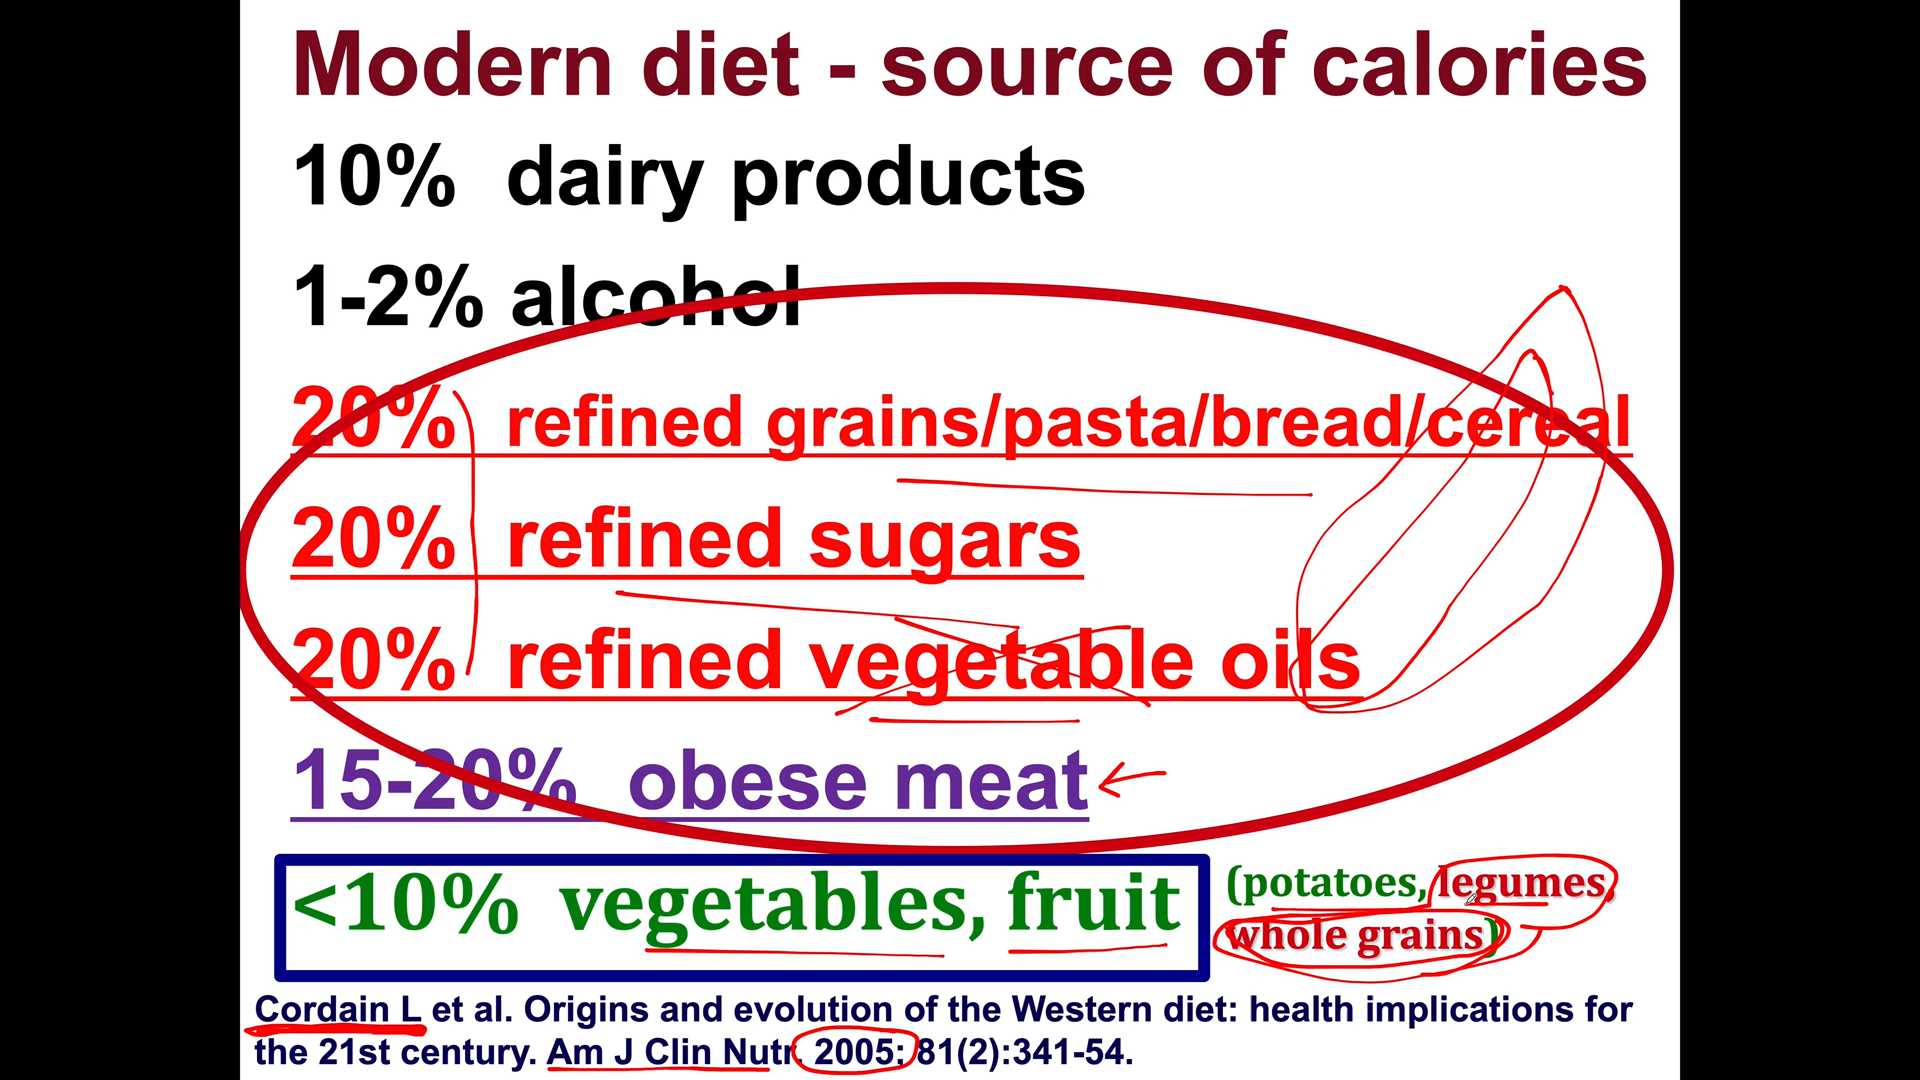 Modern diet - source of calories
10% dairy products
1-2% alcohol
20% refined grains/pasta/bread/cereal
20% refined sugars
20% refined vegetable oils
15-20% obese meat
<10% vegetables, fruit
(potatoes, legumes,
whole grains)
Cordain L et al. Origins and evolution of the Western diet: health implications for
the 21st century. Am J Clin Nutr. 2005; 81(2):341-54.